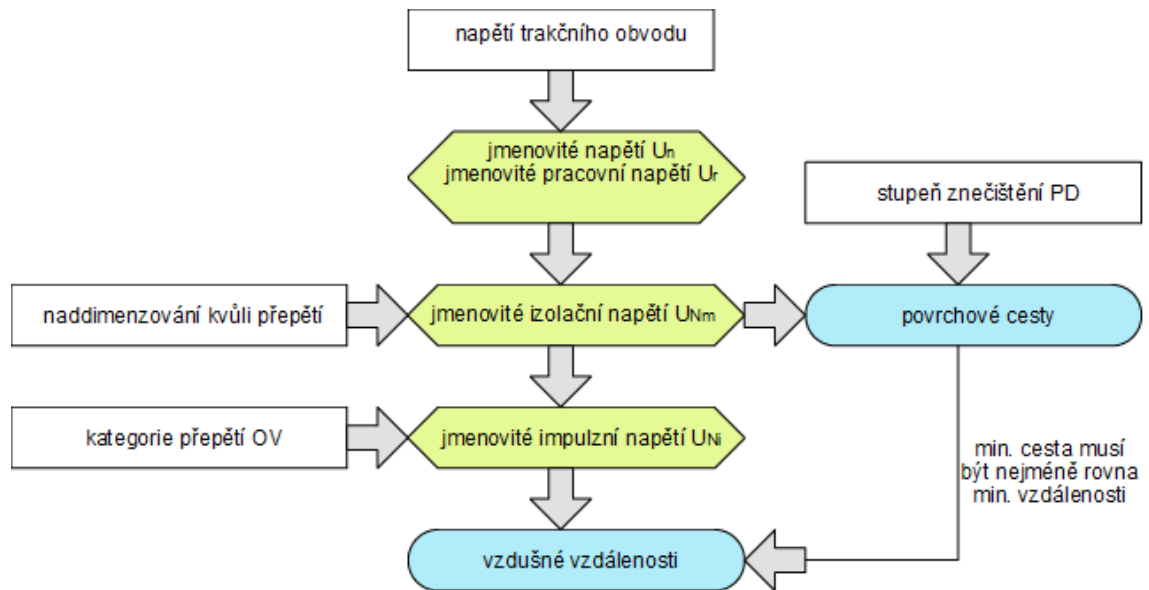 napětí trakčního obvodu
jmenovité napětí Un
jmenovité pracovní napětí Ur
stupeň znečištění PD
naddimenzování kvůli přepětí
jmenovité izolační napětí UNm
povrchové cesty
kategorie přepětí OV
jmenovité impulzní napětí UNi
min. cesta musí
být nejméně rovna
min. vzdálenosti
vzdušné vzdálenosti